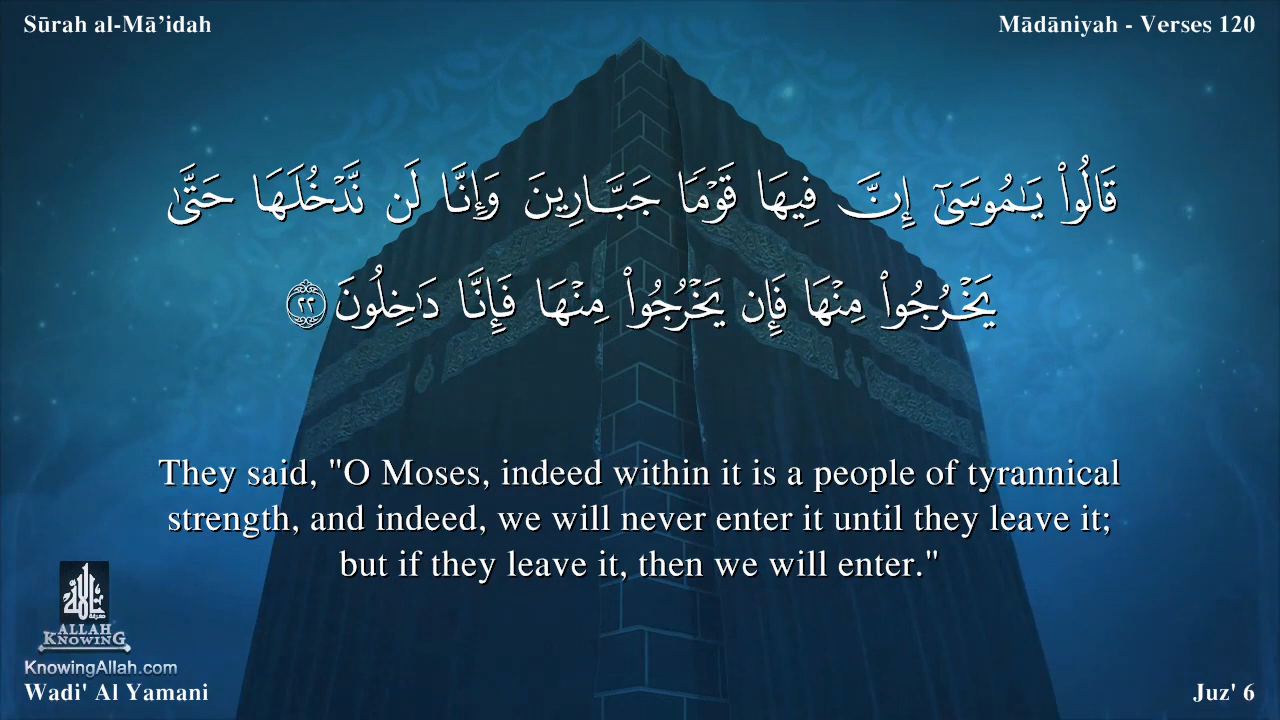 Sūrah al-Mā’idah
Mādāniyah - Verses 120
قَالُوا۟ يَـٰمُوسَىٰٓ إِنَّ فِيهَا قَوْمًا جَبَّارِينَ وَإِنَّا لَن نَّدْخُلَهَا حَتَّىٰ
يَخْرُجُوا۟ مِنْهَا فَإِن يَخْرُجُوا۟ مِنْهَا فَإِنَّا دَٰخِلُونَ ٢٢
They said, "O Moses, indeed within it is a people of tyrannical
strength, and indeed, we will never enter it until they leave it;
but if they leave it, then we will enter."
ALLAH
KNOWING
KnowingAllah.com
Wadi' Al Yamani
Juz' 6